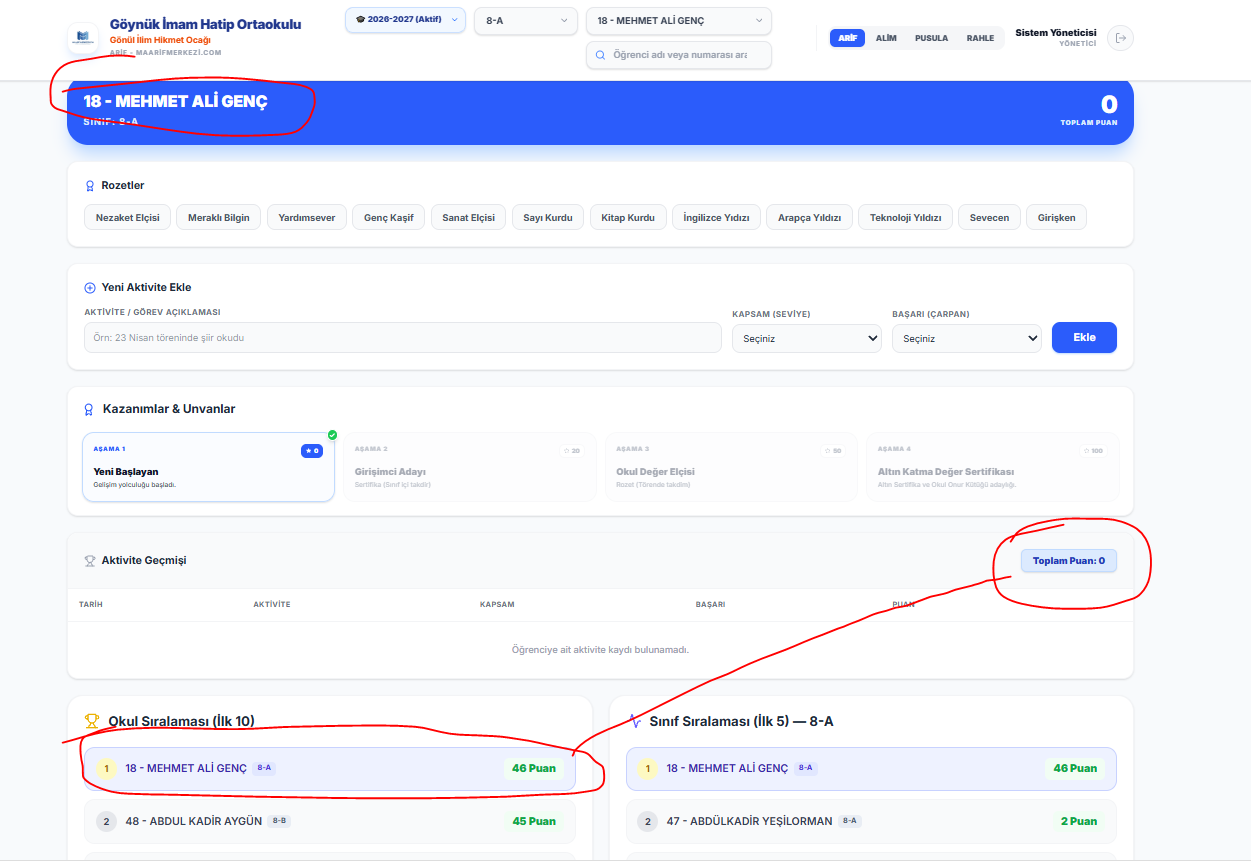 Göynük İmam Hatip Ortaokulu
Gönül İlim Hikmet Ocağı
ARİF - MAARİFMERKEZİ.COM
2026-2027 (Aktif)
8-A
18 - MEHMET ALİ GENÇ
Öğrenci adı veya numarası ara
ARİF ALİM PUSULA RAHLE
Sistem Yöneticisi
YÖNETİCİ
18 - MEHMET ALİ GENÇ
SINIF: 8-A
0
TOPLAM PUAN
Rozetler
Nezaket Elçisi Meraklı Bilgin Yardımsever Genç Kaşif Sanat Elçisi Sayı Kurdu Kitap Kurdu İngilizce Yıdızı Arapça Yıldızı Teknoloji Yıldızı Sevecen Girişken
Yeni Aktivite Ekle
AKTİVİTE / GÖREV AÇIKLAMASI
KAPSAM (SEVİYE)
BAŞARI (ÇARPAN)
Örn: 23 Nisan töreninde şiir okudu
Seçiniz
Seçiniz
Ekle
Kazanımlar & Unvanlar
AŞAMA 1
0
Yeni Başlayan
Gelişim yolculuğu başladı.
AŞAMA 2
20
Girişimci Adayı
Sertifika (Sınıf içi takdir)
AŞAMA 3
50
Okul Değer Elçisi
Rozet (Törende takdim)
AŞAMA 4
100
Altın Katma Değer Sertifikası
Altın Sertifika ve Okul Onur Kütüğü adaylığı.
Aktivite Geçmişi
Toplam Puan: 0
TARİH AKTİVİTE KAPSAM BAŞARI PUAN
Öğrenciye ait aktivite kaydı bulunamadı.
Okul Sıralaması (İlk 10)
1 18 - MEHMET ALİ GENÇ 8-A 46 Puan
2 48 - ABDUL KADİR AYGÜN 8-B 45 Puan
Sınıf Sıralaması (İlk 5) — 8-A
1 18 - MEHMET ALİ GENÇ 8-A 46 Puan
2 47 - ABDÜLKADİR YEŞİLORMAN 8-A 2 Puan